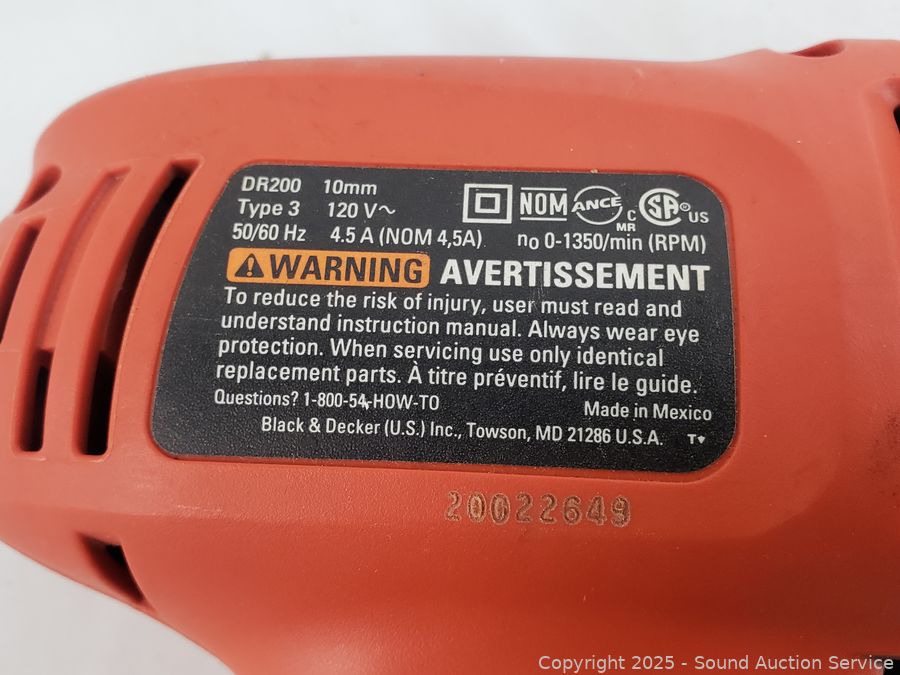 DR200 10mm
Type 3 120 V~
50/60 Hz 4.5 A (NOM 4,5A) no 0-1350/min (RPM)
NOM ANCE MR C SA ® US
WARNING AVERTISSEMENT
To reduce the risk of injury, user must read and
understand instruction manual. Always wear eye
protection. When servicing use only identical
replacement parts. À titre préventif, lire le guide.
Questions? 1-800-54-HOW-TO Made in Mexico
Black & Decker (U.S.) Inc., Towson, MD 21286 U.S.A. T
20022649
Copyright 2025 - Sound Auction Service